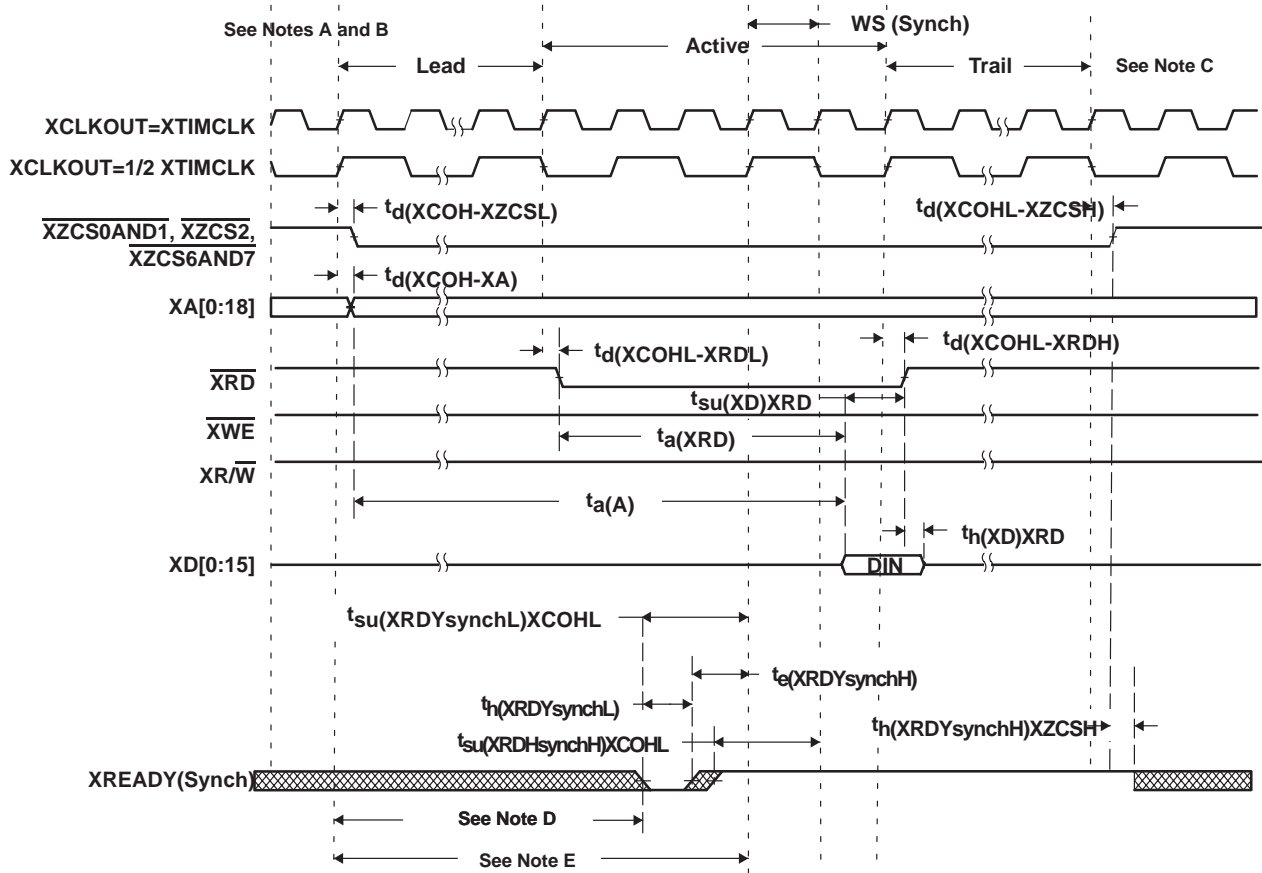 See Notes A and B
WS (Synch)
Active
Lead
Trail
See Note C
XCLKOUT=XTIMCLK
XCLKOUT=1/2 XTIMCLK
td(XCOH-XZCSL)
td(XCOHL-XZCSH)
XZCS0AND1, XZCS2,
XZCS6AND7
td(XCOH-XA)
XA[0:18]
td(XCOHL-XRDL)
td(XCOHL-XRDH)
XRD
tsu(XD)XRD
XWE
ta(XRD)
XR/W
ta(A)
th(XD)XRD
XD[0:15]
DIN
tsu(XRDYsynchL)XCOHL
te(XRDYsynchH)
th(XRDYsynchL)
th(XRDYsynchH)XZCSH
tsu(XRDHsynchH)XCOHL
XREADY(Synch)
See Note D
See Note E